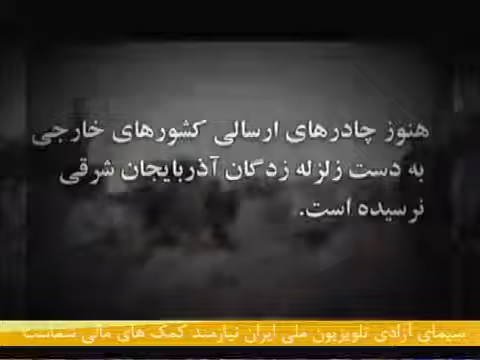 هنوز چادرهای ارسالی کشورهای خارجی
به دست زلزله زدگان آذربایجان شرقی
نرسیده است.
سیمای آزادی تلویزیون ملی ایران نیازمند کمک های مالی شماست